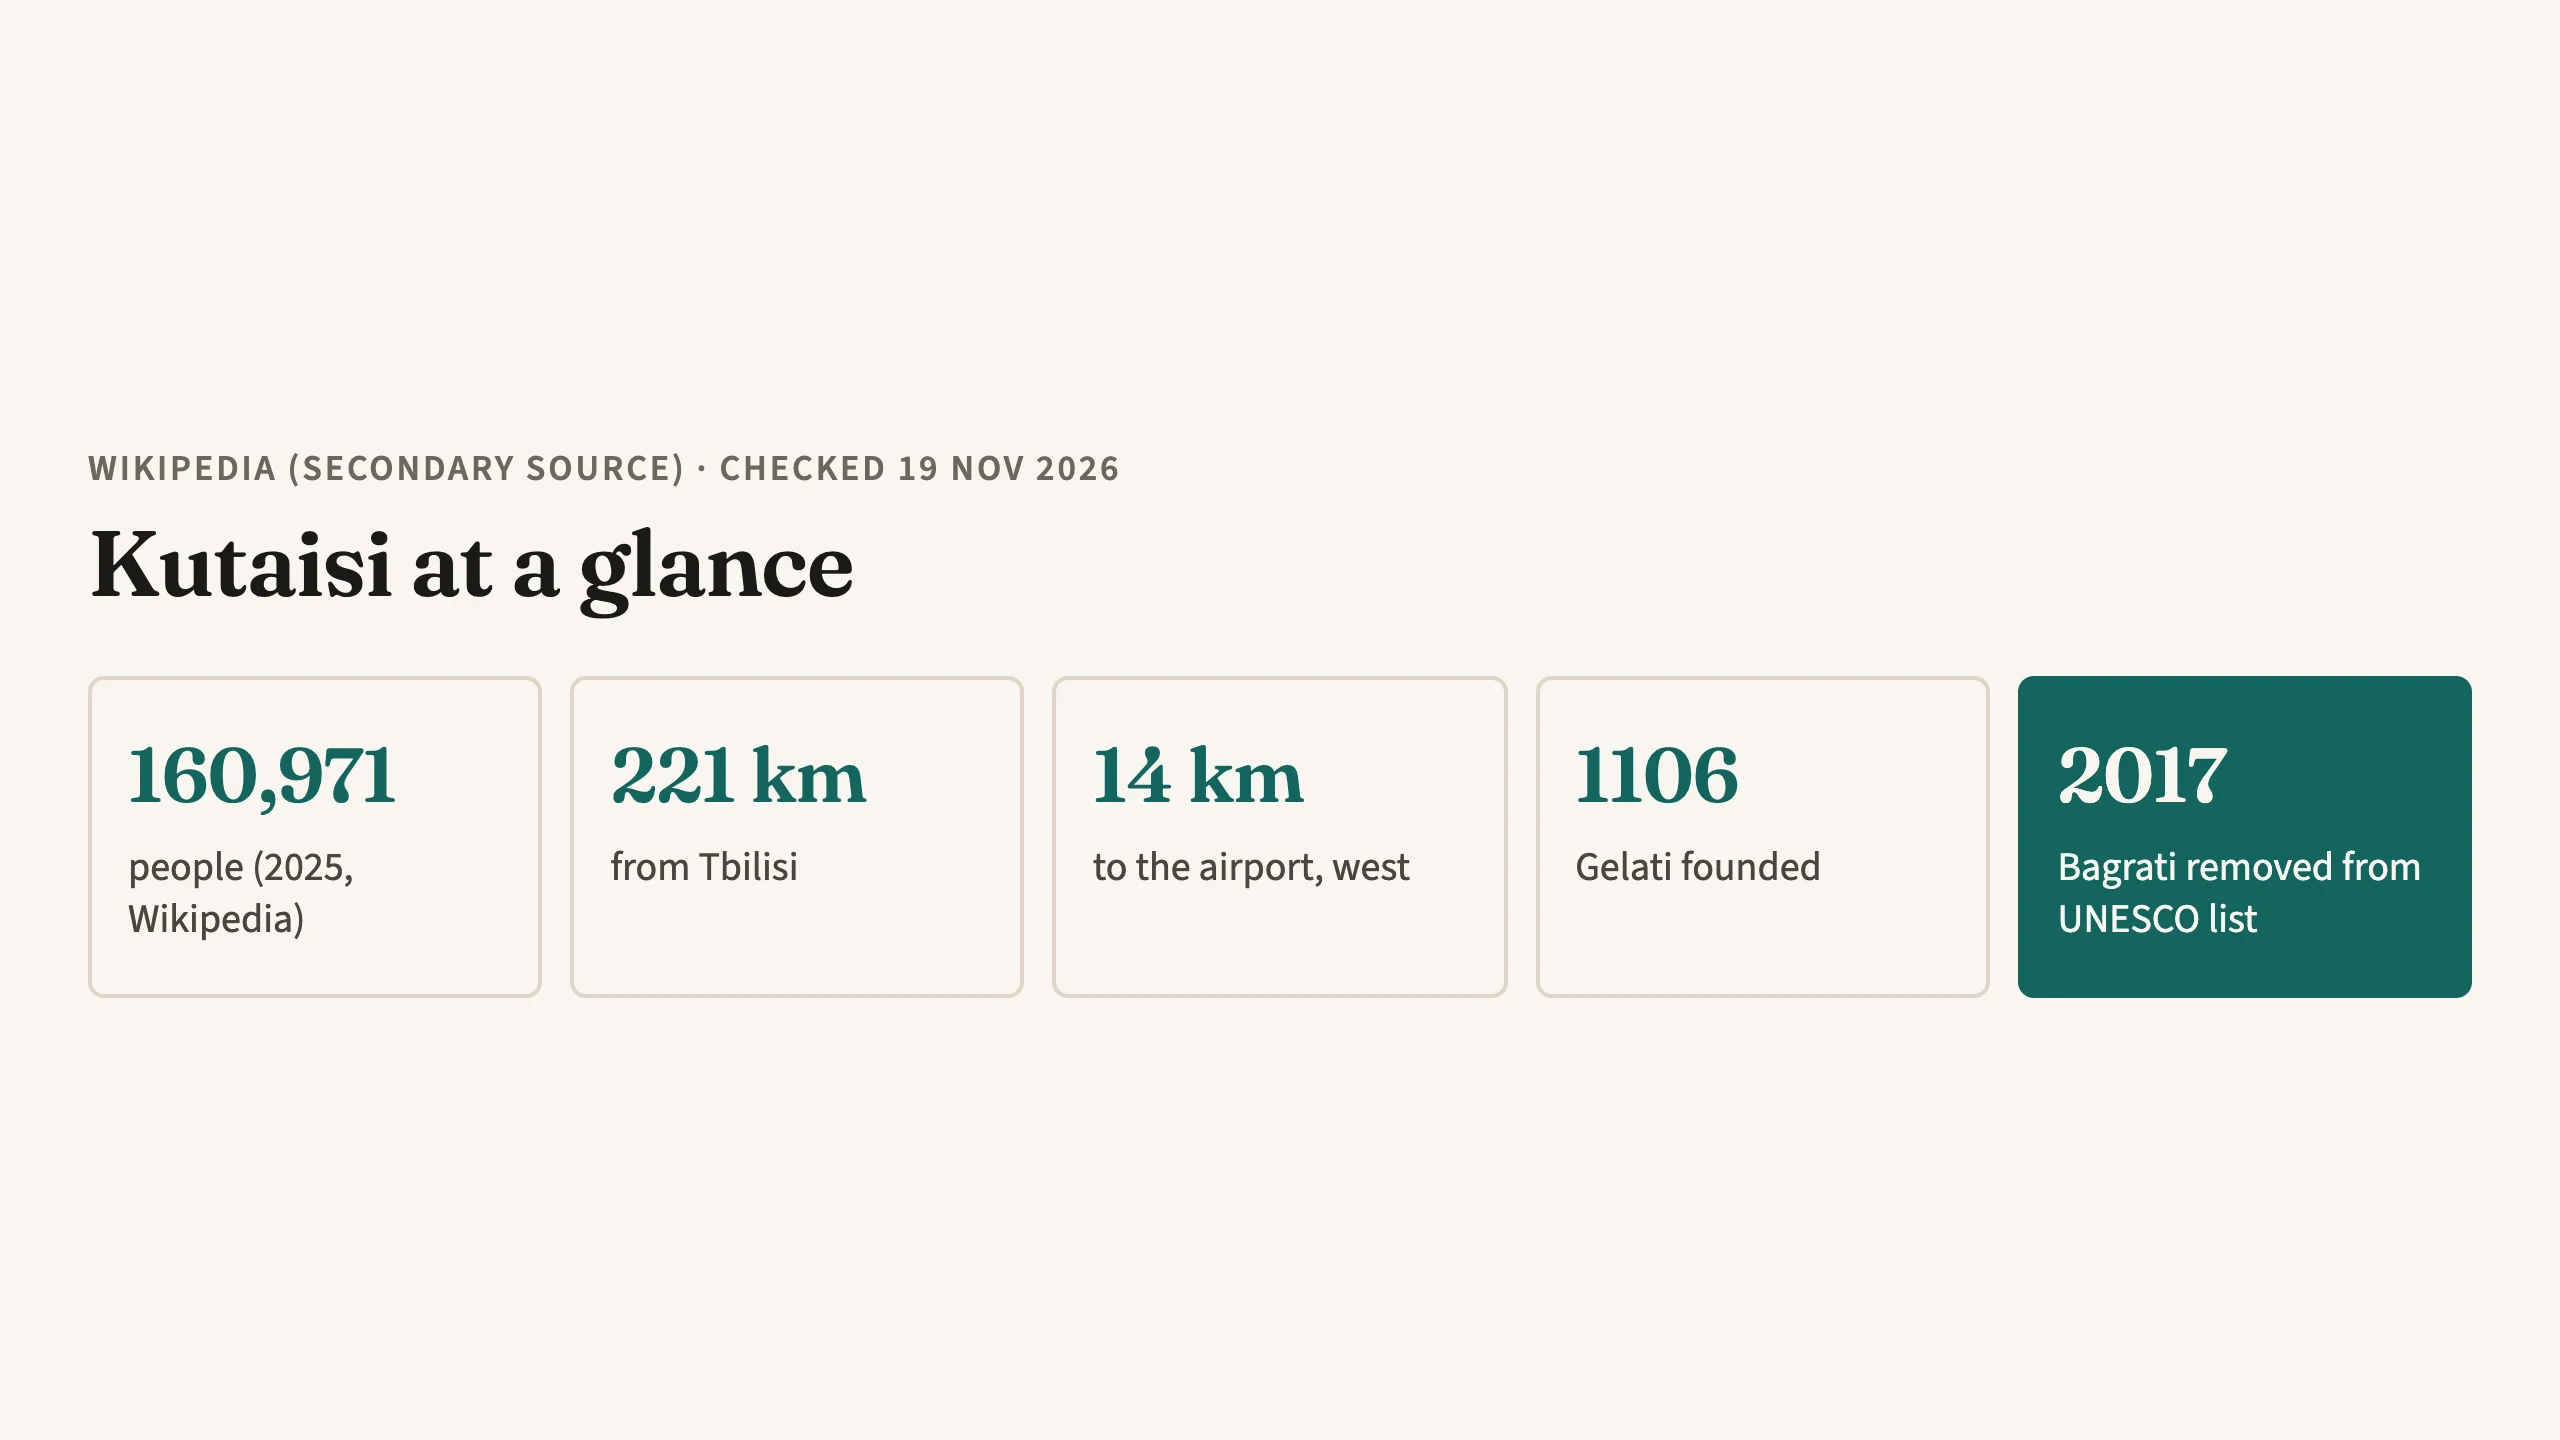 WIKIPEDIA (SECONDARY SOURCE) · CHECKED 19 NOV 2026
Kutaisi at a glance
160,971
people (2025,
Wikipedia)
221 km
from Tbilisi
14 km
to the airport, west
1106
Gelati founded
2017
Bagrati removed from
UNESCO list